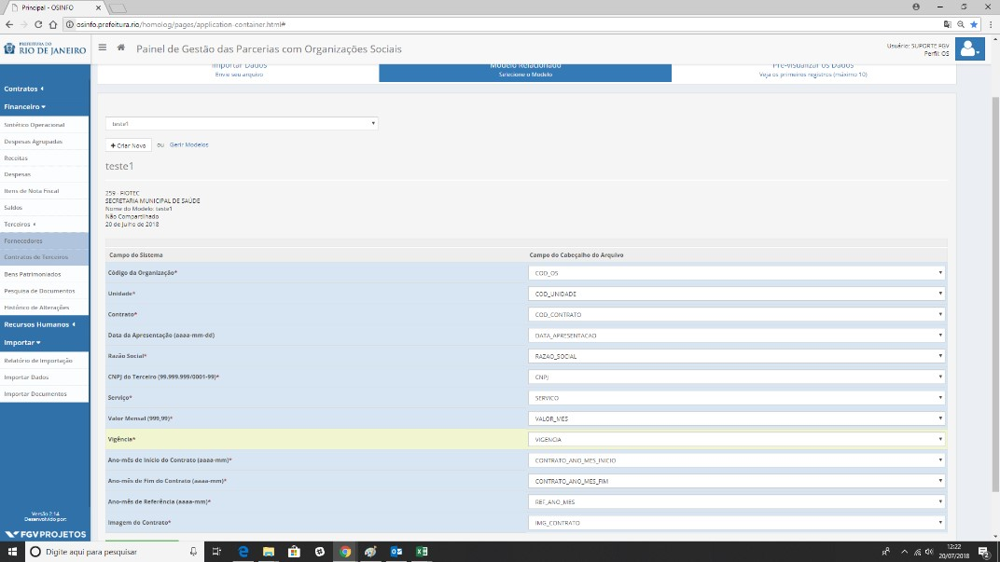 Principal - OSINFO
osinfo.prefeitura.rio/homolog/pages/application-container.html#
PREFEITURA DO
RIO DE JANEIRO
Painel de Gestão das Parcerias com Organizações Sociais
Usuário: SUPORTE FGV
Perfil: OS
Importar Dados
Envie seu arquivo
Modelo Relacionado
Selecione o Modelo
Pré-visualizar os Dados
Veja os primeiros registros (máximo 10)
Contratos
Financeiro
Sintético Operacional
Despesas Agrupadas
Receitas
Despesas
Itens de Nota Fiscal
Saldos
Terceiros
Fornecedores
Contratos de Terceiros
Bens Patrimoniados
Pesquisa de Documentos
Histórico de Alterações
Recursos Humanos
Importar
Relatório de Importação
Importar Dados
Importar Documentos
Versão 2.14
Desenvolvido por:
FGV PROJETOS
teste1
+ Criar Novo ou Gerir Modelos
teste1
259 - FIOTEC
SECRETARIA MUNICIPAL DE SAÚDE
Nome do Modelo: teste1
Não Compartilhado
20 de Julho de 2018
Campo do Sistema Campo do Cabeçalho do Arquivo
Código da Organização* COD_OS
Unidade* COD_UNIDADE
Contrato* COD_CONTRATO
Data da Apresentação (aaaa-mm-dd) DATA_APRESENTACAO
Razão Social* RAZAO_SOCIAL
CNPJ do Terceiro (99.999.999/0001-99)* CNPJ
Serviço* SERVICO
Valor Mensal (999,99)* VALOR_MES
Vigência* VIGENCIA
Ano-mês de Início do Contrato (aaaa-mm)* CONTRATO_ANO_MES_INICIO
Ano-mês de Fim do Contrato (aaaa-mm)* CONTRATO_ANO_MES_FIM
Ano-mês de Referência (aaaa-mm)* REF_ANO_MES
Imagem do Contrato* IMG_CONTRATO
Digite aqui para pesquisar
12:22
20/07/2018
2